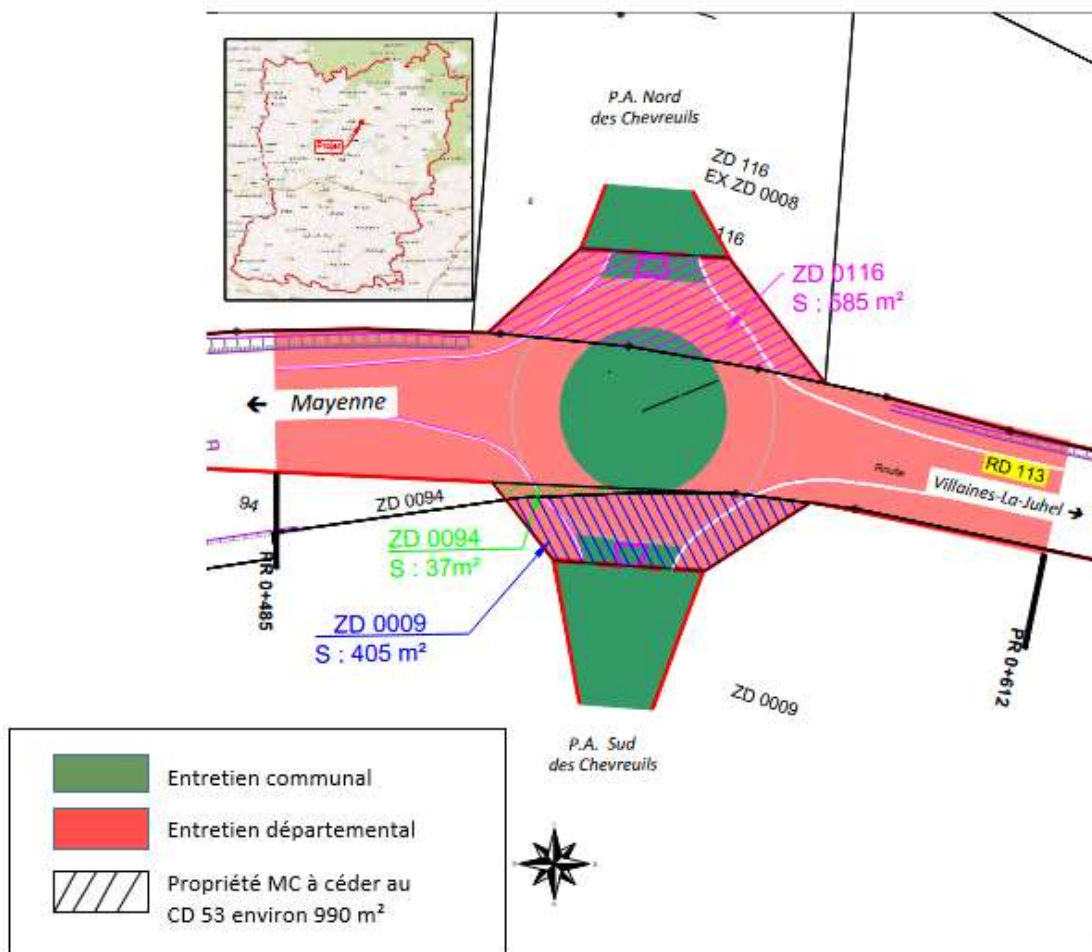 P.A. Nord
des Chevreuils
Projet
ZD 116
EX ZD 0008
116
ZD 0116
S : 585 m²
← Mayenne
RD 113
Route
Villaines-La-Juhel →
94
ZD 0094
ZD 0094
S : 37m²
ZD 0009
S : 405 m²
PR 0+485
PR 0+612
ZD 0009
P.A. Sud
des Chevreuils
Entretien communal
Entretien départemental
Propriété MC à céder au
CD 53 environ 990 m²